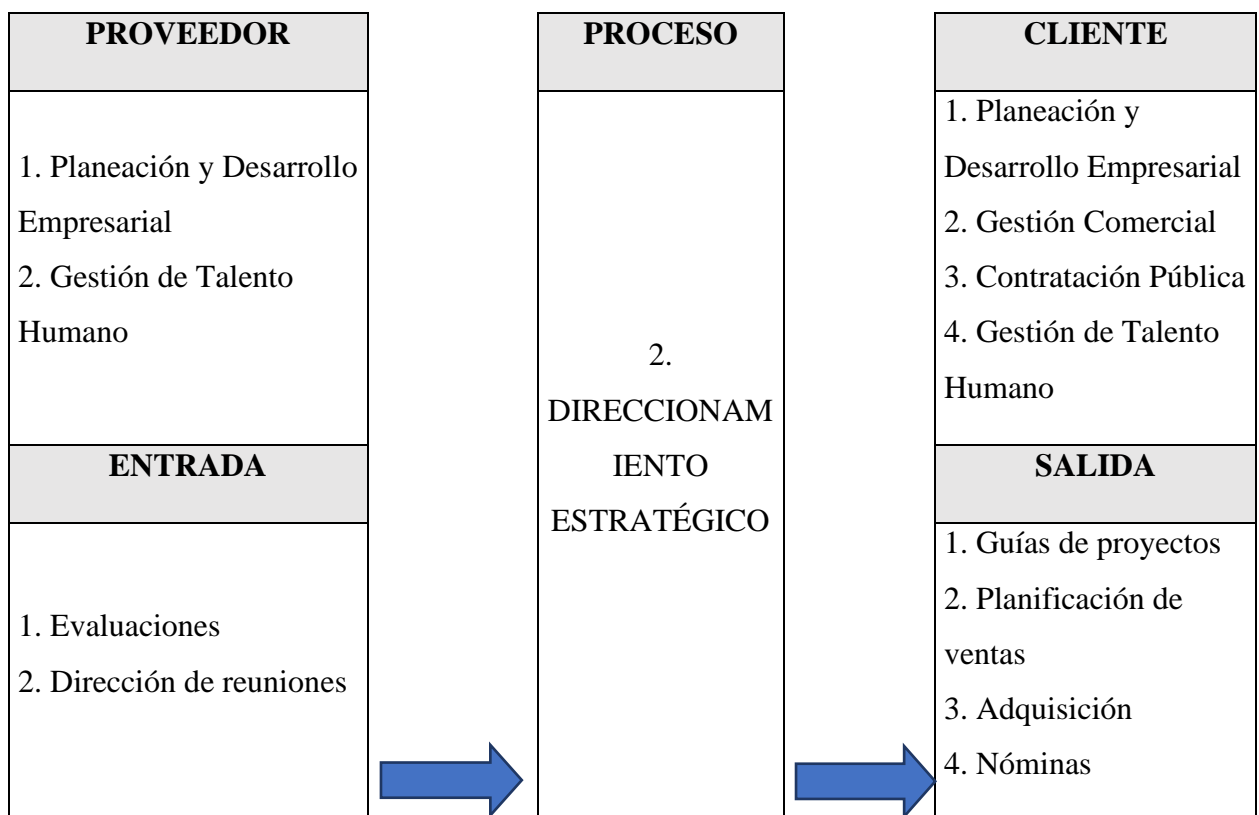 PROVEEDOR
1. Planeación y Desarrollo
Empresarial
2. Gestión de Talento
Humano
ENTRADA
1. Evaluaciones
2. Dirección de reuniones
PROCESO
2.
DIRECCIONAM
IENTO
ESTRATÉGICO
CLIENTE
1. Planeación y
Desarrollo Empresarial
2. Gestión Comercial
3. Contratación Pública
4. Gestión de Talento
Humano
SALIDA
1. Guías de proyectos
2. Planificación de
ventas
3. Adquisición
4. Nóminas